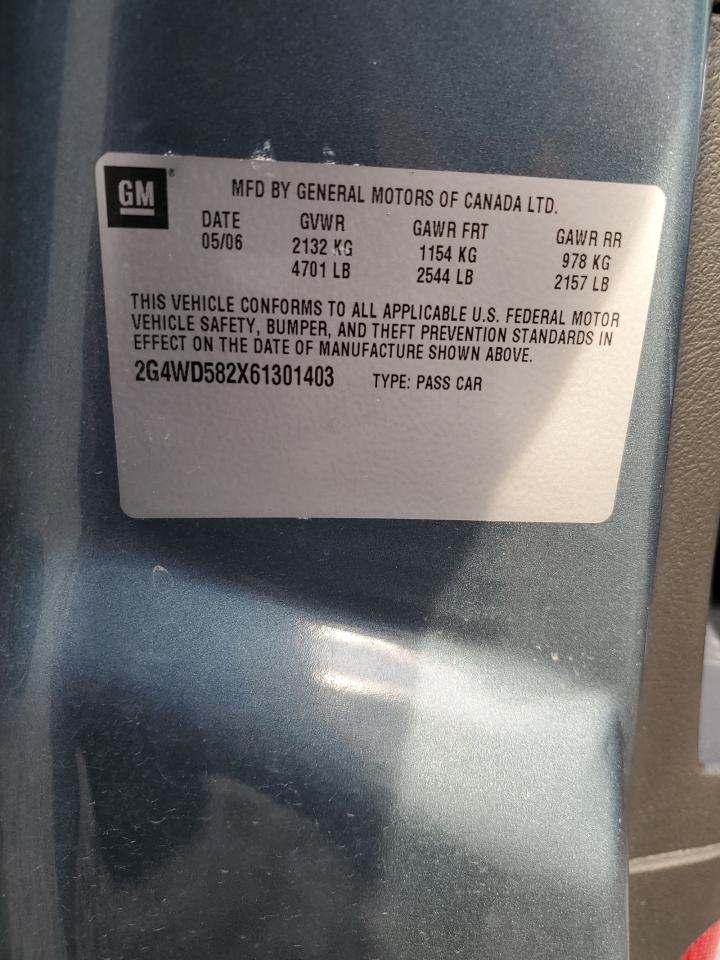 GM®
MFD BY GENERAL MOTORS OF CANADA LTD.
DATE GVWR GAWR FRT GAWR RR
05/06 2132 KG 1154 KG 978 KG
4701 LB 2544 LB 2157 LB
THIS VEHICLE CONFORMS TO ALL APPLICABLE U.S. FEDERAL MOTOR
VEHICLE SAFETY, BUMPER, AND THEFT PREVENTION STANDARDS IN
EFFECT ON THE DATE OF MANUFACTURE SHOWN ABOVE.
2G4WD582X61301403 TYPE: PASS CAR